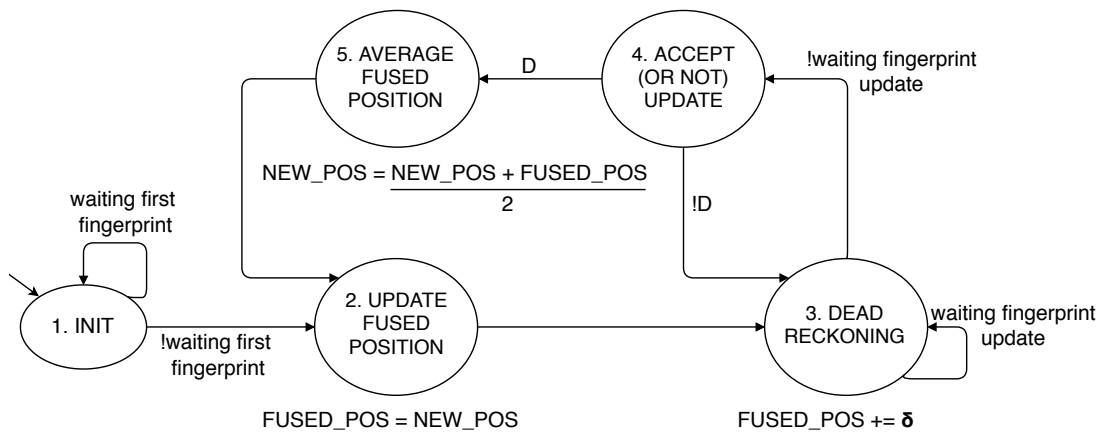 5. AVERAGE
FUSED
POSITION
D
4. ACCEPT
(OR NOT)
UPDATE
!waiting fingerprint
update
NEW_POS = NEW_POS + FUSED_POS
2
!D
waiting first
fingerprint
1. INIT
!waiting first
fingerprint
2. UPDATE
FUSED
POSITION
3. DEAD
RECKONING
waiting fingerprint
update
FUSED_POS = NEW_POS
FUSED_POS += δ